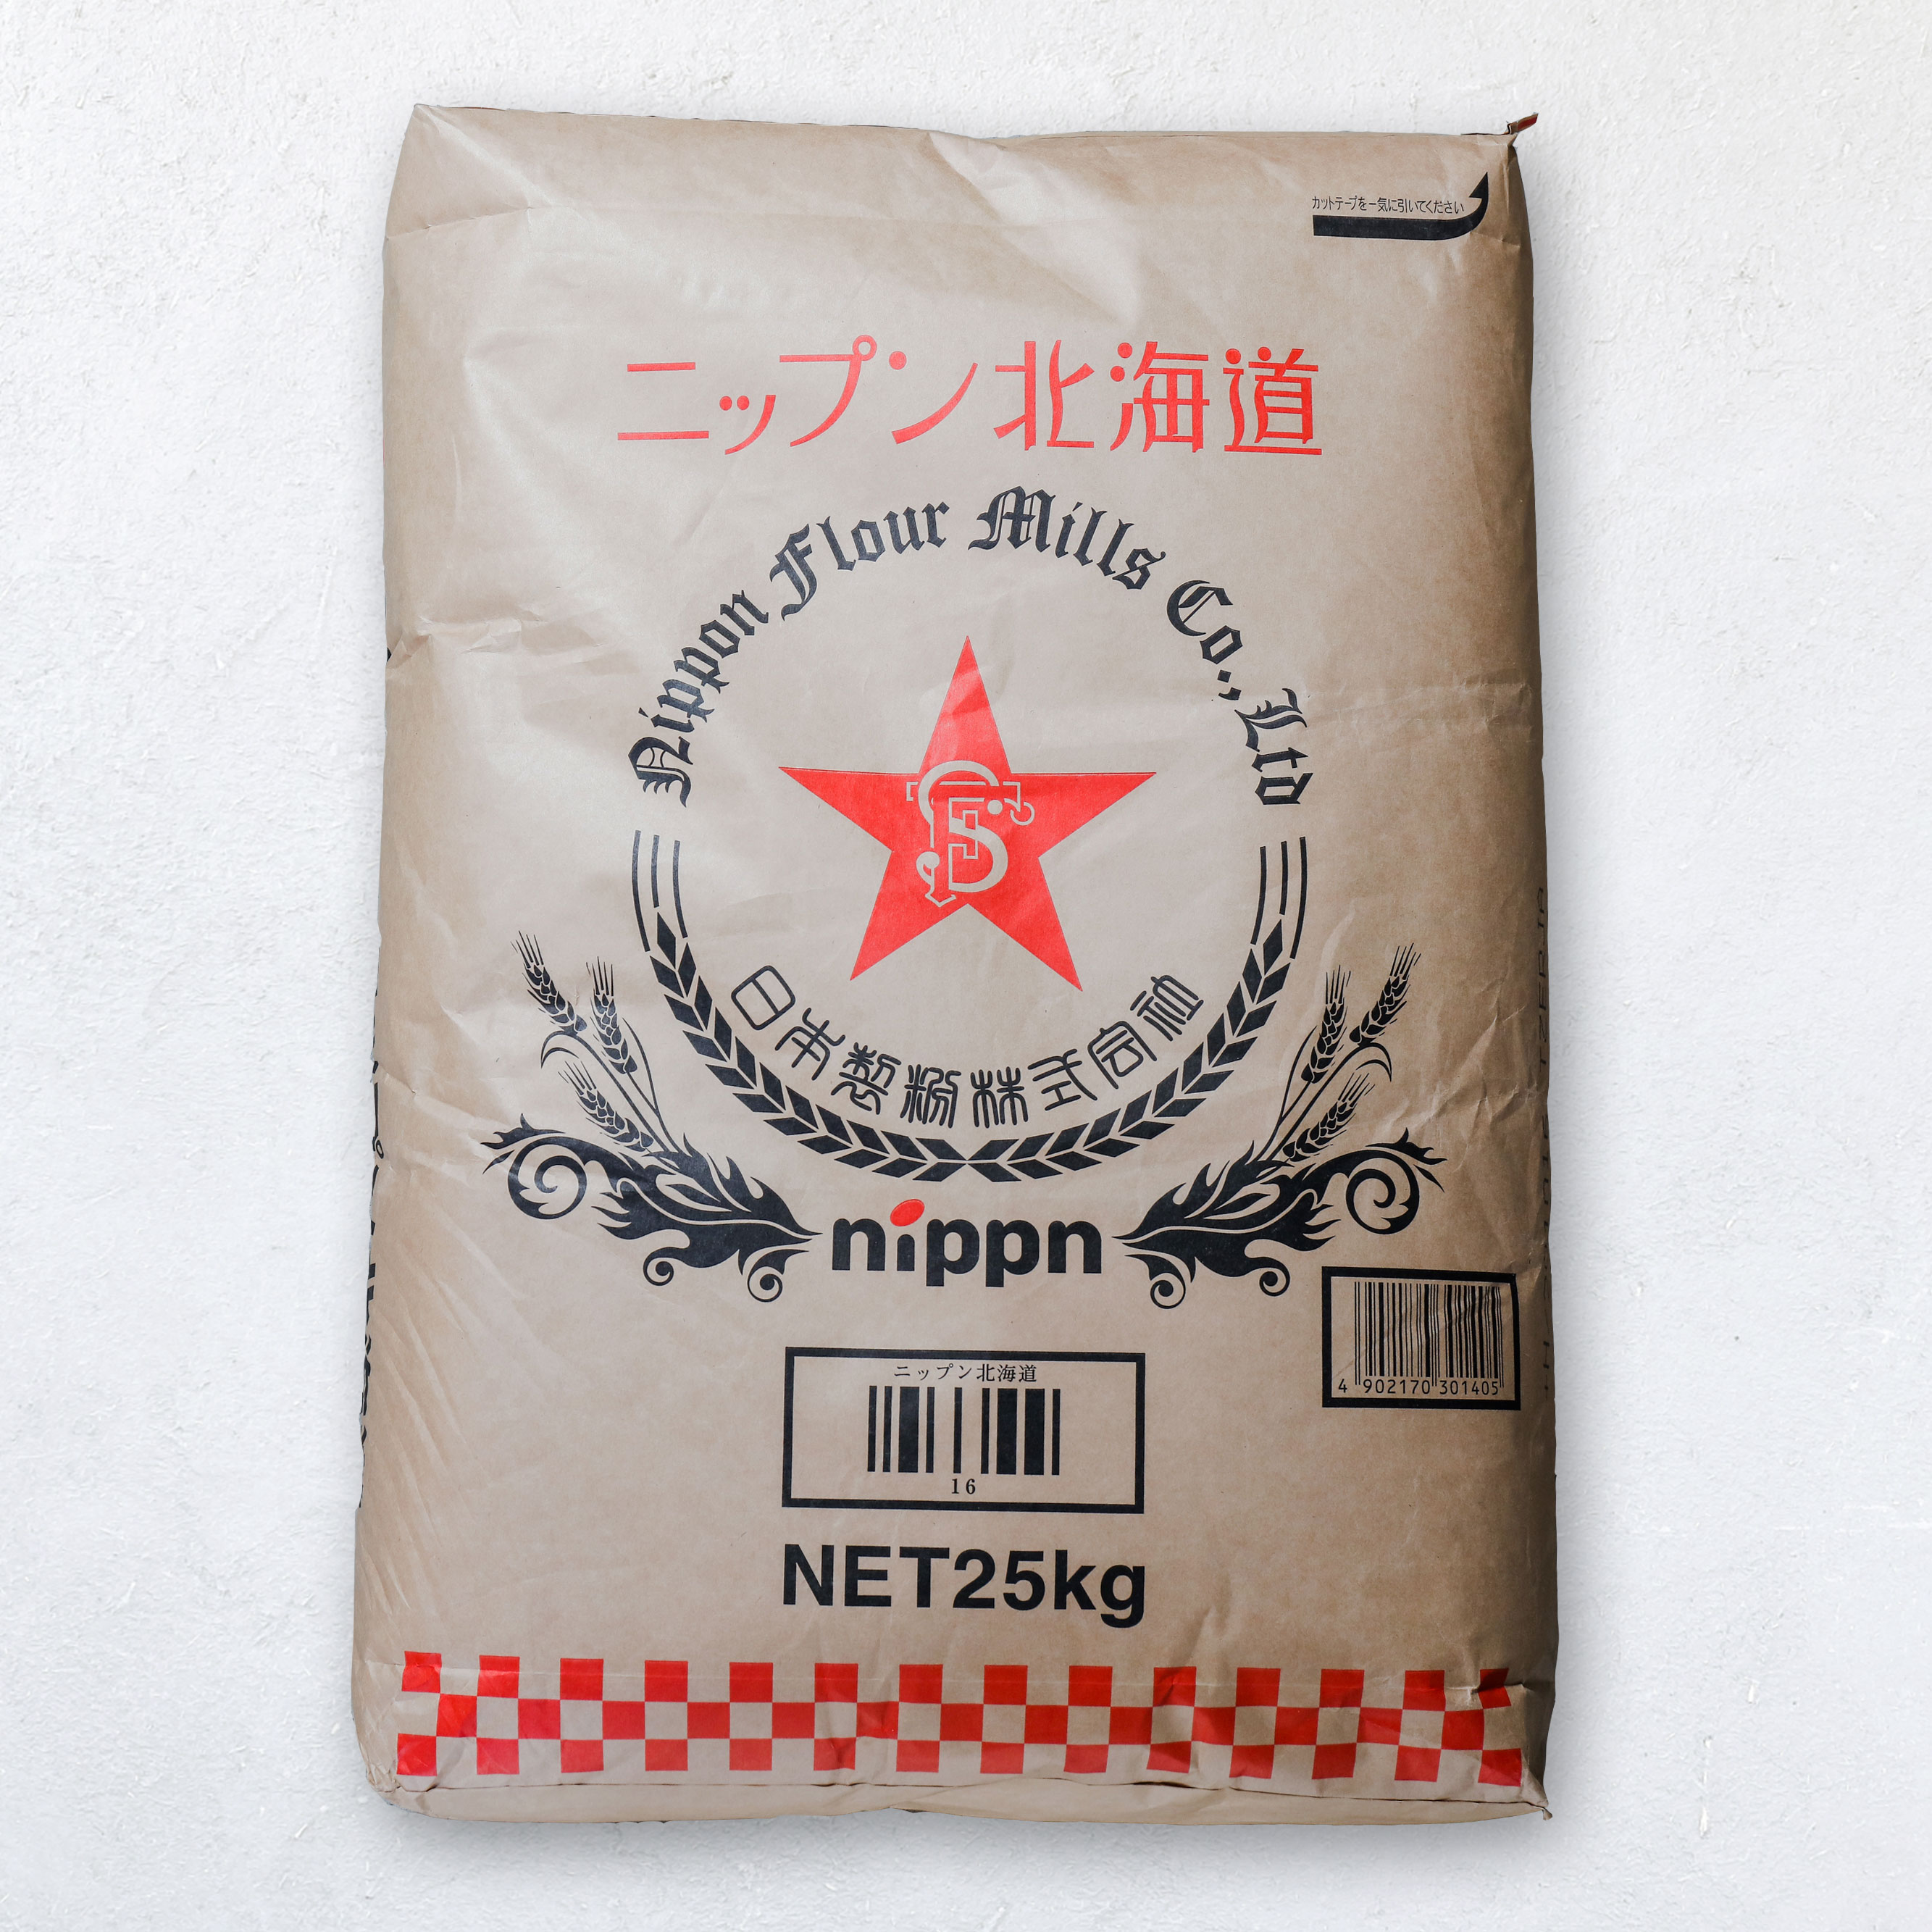 カットテープを一気に引いてください
ニップン北海道
Nippon Flour Mills Co.,Ltd
日本製粉株式会社
nippn
4 902170 301405
ニップン北海道
16
NET25kg